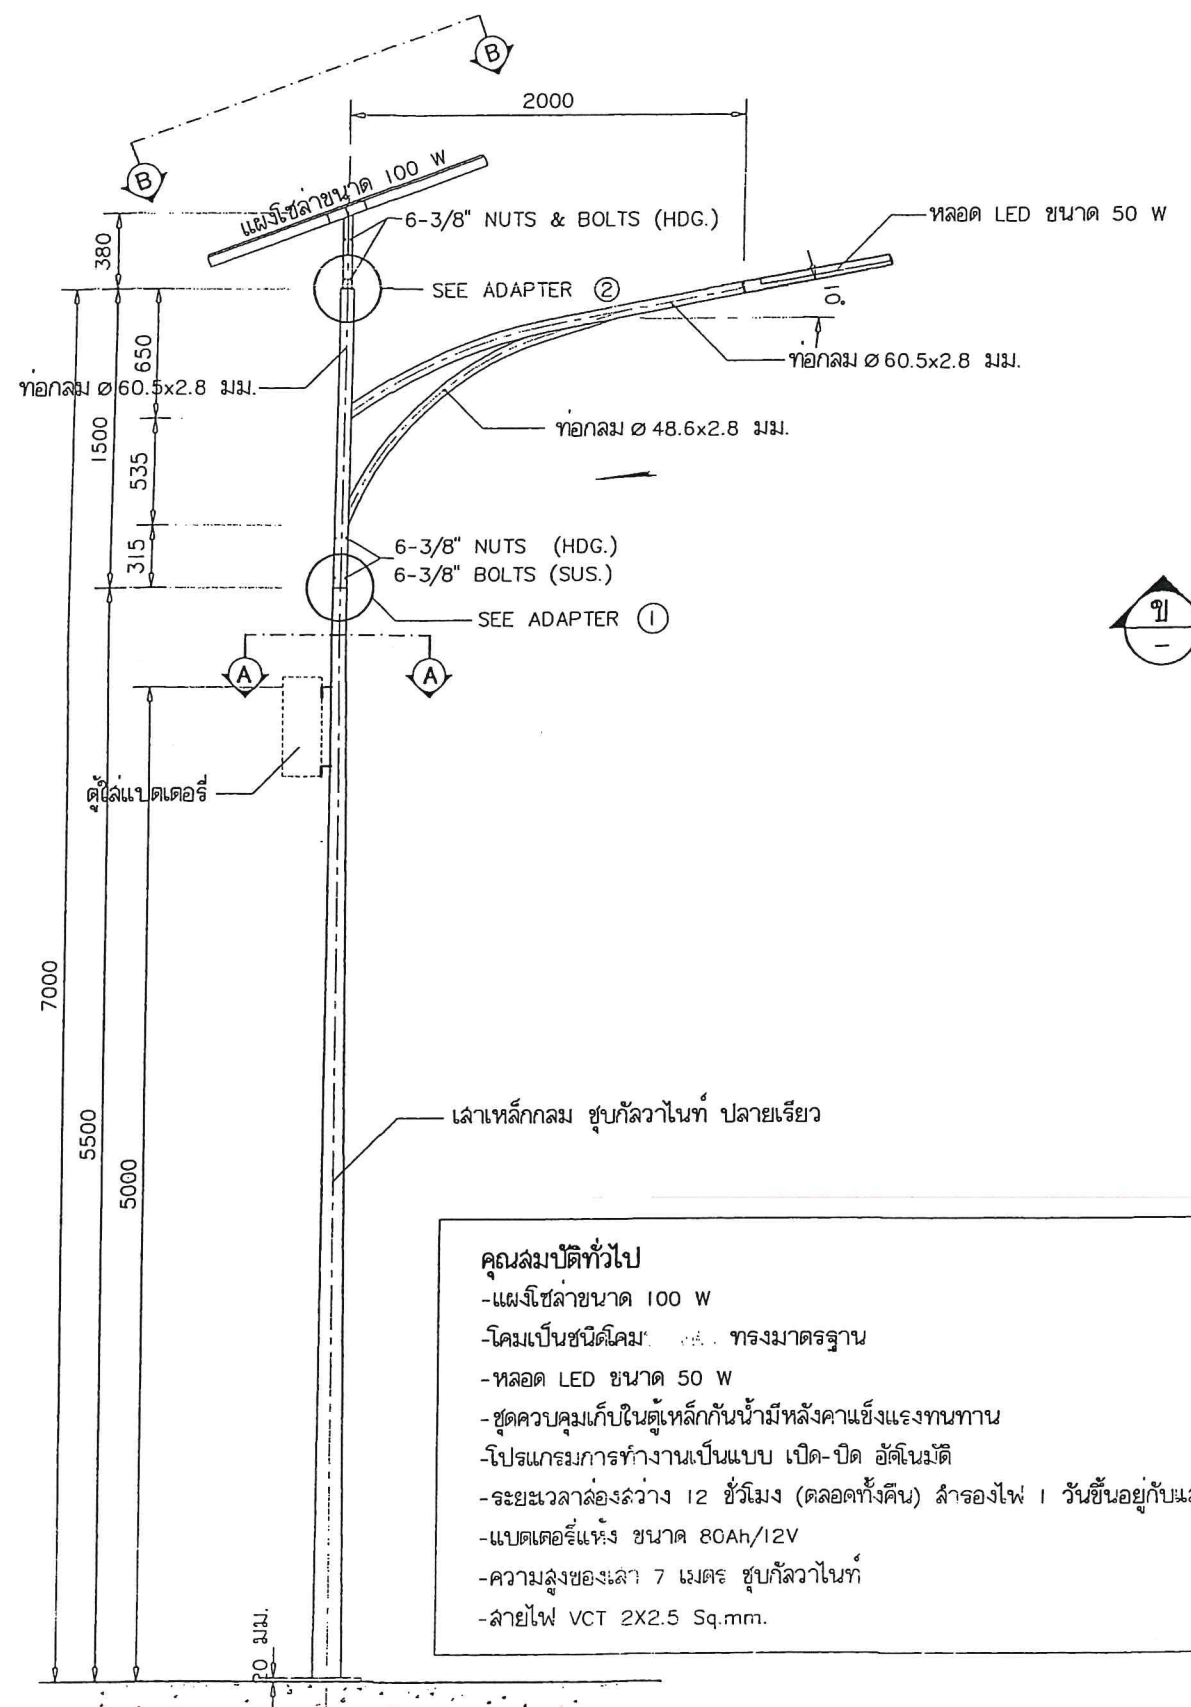 B
2000
B
แผงโซล่าขนาด 100 W
6-3/8" NUTS & BOLTS (HDG.)
หลอด LED ขนาด 50 W
380
SEE ADAPTER 2
10°
650
ท่อกลม ø 60.5x2.8 มม.
ท่อกลม ø 60.5x2.8 มม.
1500
ท่อกลม ø 48.6x2.8 มม.
535
6-3/8" NUTS (HDG.)
315
6-3/8" BOLTS (SUS.)
SEE ADAPTER 1
ข
-
A
A
ตู้ใส่แบตเตอรี่
7000
5500
5000
เสาเหล็กกลม ชุบกัลวาไนท์ ปลายเรียว
คุณสมบัติทั่วไป
-แผงโซล่าขนาด 100 W
-โคมเป็นชนิดโคม ทรงมาตรฐาน
-หลอด LED ขนาด 50 W
-ชุดควบคุมเก็บในตู้เหล็กกันน้ำมีหลังคาแข็งแรงทนทาน
-โปรแกรมการทำงานเป็นแบบ เปิด-ปิด อัตโนมัติ
-ระยะเวลาส่องสว่าง 12 ชั่วโมง (ตลอดทั้งคืน) สำรองไฟ 1 วันขึ้นอยู่กับ
-แบตเตอรี่แห้ง ขนาด 80Ah/12V
-ความสูงของเสา 7 เมตร ชุบกัลวาไนท์
-สายไฟ VCT 2X2.5 Sq.mm.
มม.